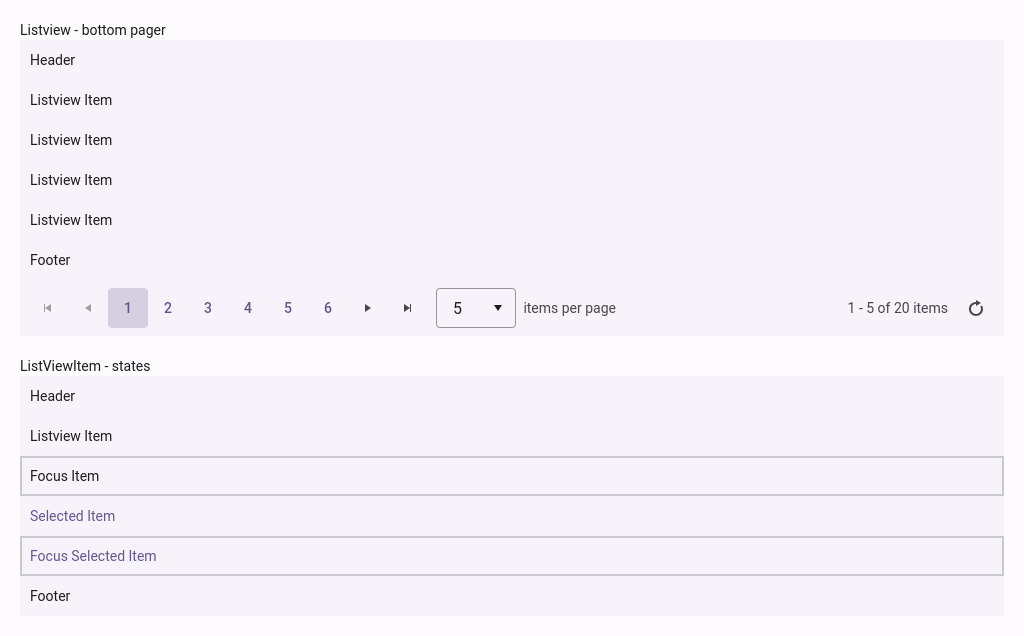 Listview - bottom pager
Header
Listview Item
Listview Item
Listview Item
Listview Item
Footer
1 2 3 4 5 6 5 items per page 1 - 5 of 20 items
ListViewItem - states
Header
Listview Item
Focus Item
Selected Item
Focus Selected Item
Footer